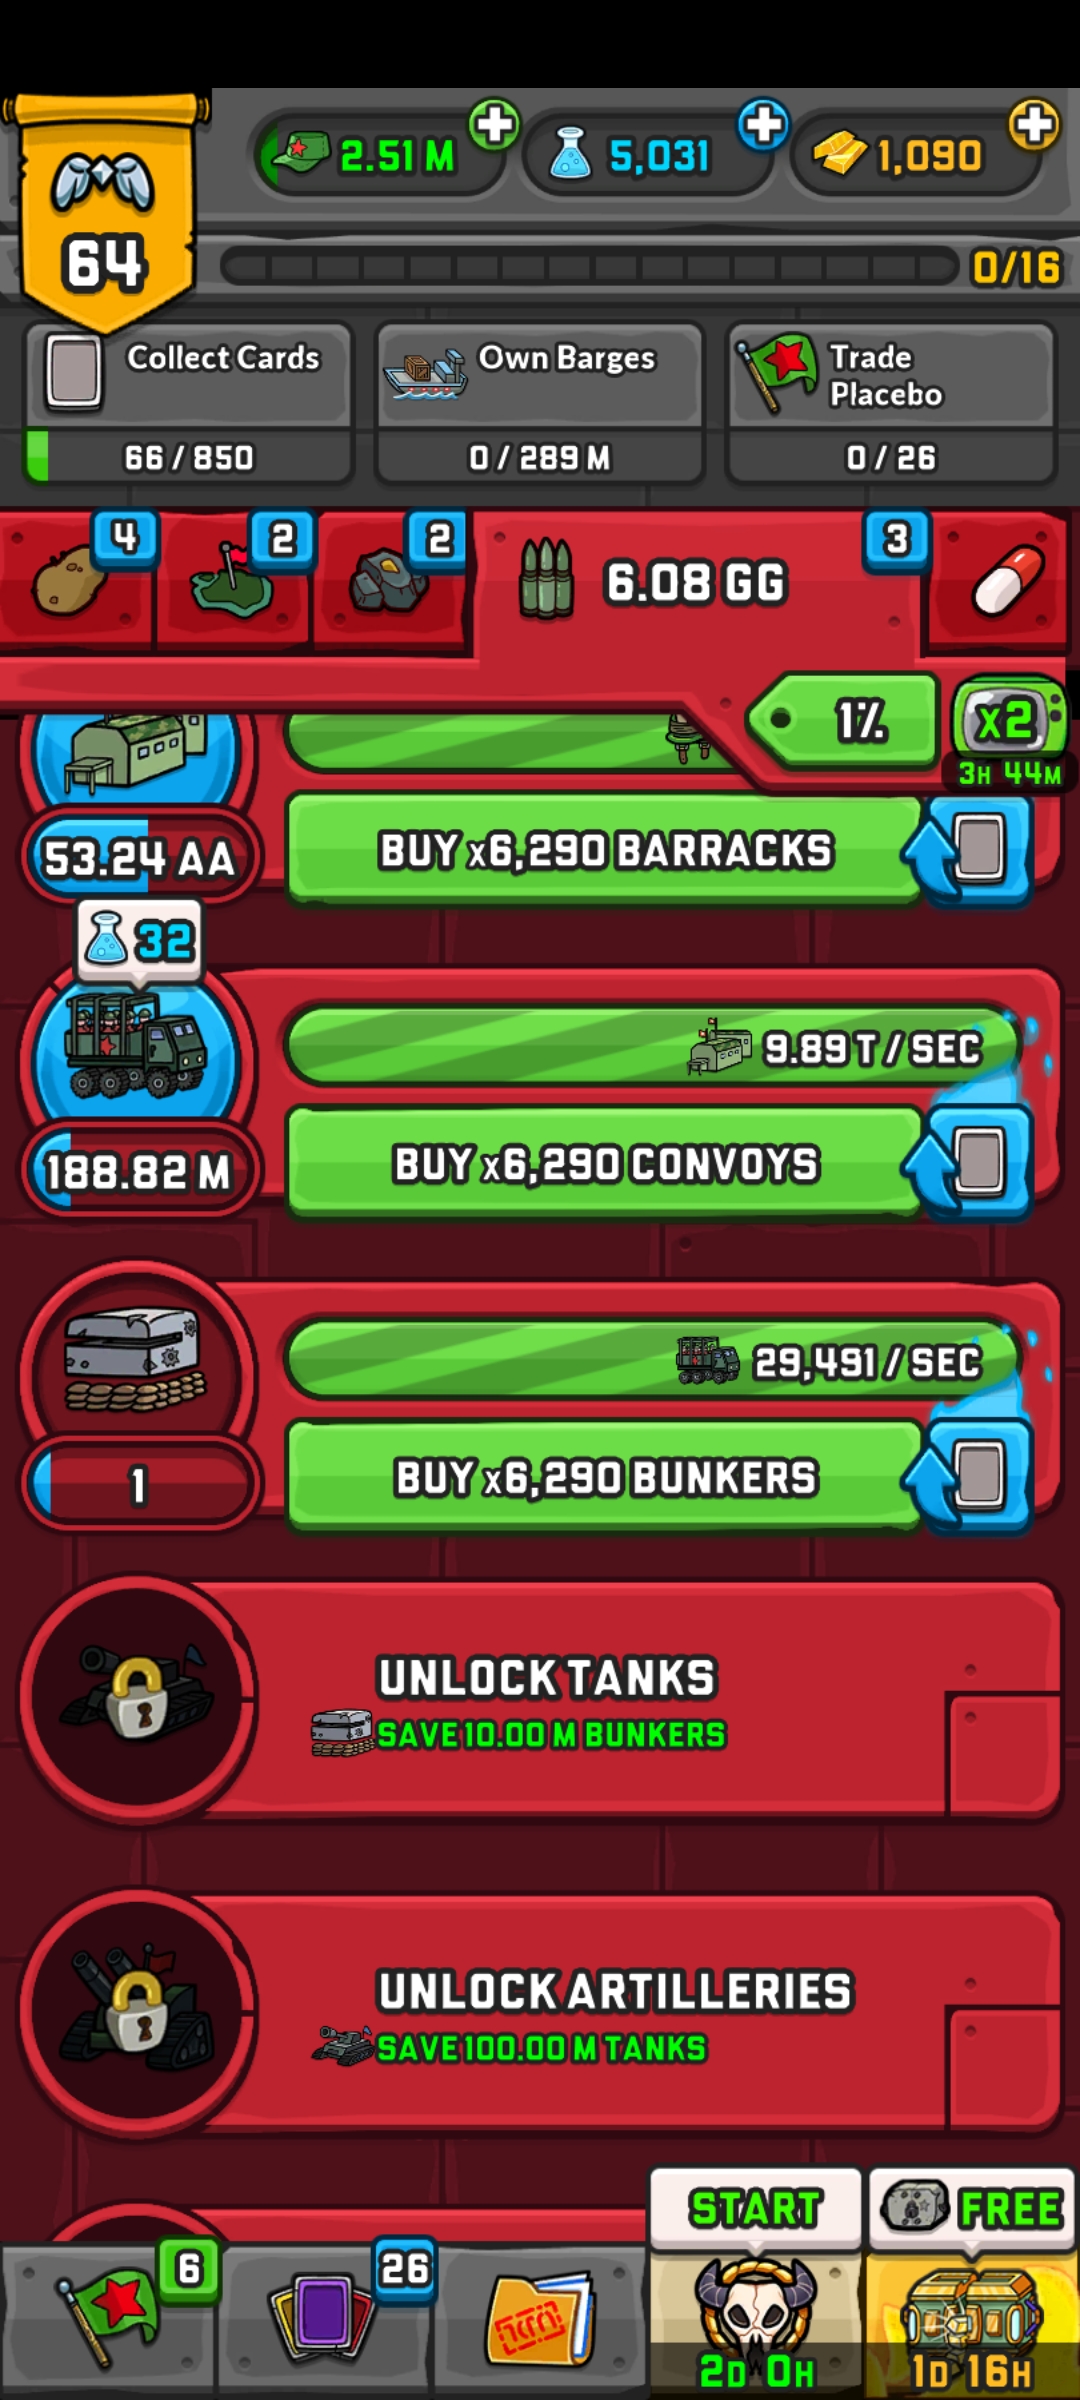 2.51 M
5,031
1,090
64
0/16
Collect Cards
66 / 850
Own Barges
0 / 289 M
Trade
Placebo
0 / 26
4
2
2
6.08 GG
3
1%
x2
3H 44M
53.24 AA
BUY x6,290 BARRACKS
32
9.89 T / SEC
188.82 M
BUY x6,290 CONVOYS
29,491 / SEC
1
BUY x6,290 BUNKERS
UNLOCK TANKS
SAVE 10.00 M BUNKERS
UNLOCK ARTILLERIES
SAVE 100.00 M TANKS
START
FREE
6
26
2D 0H
1D 16H